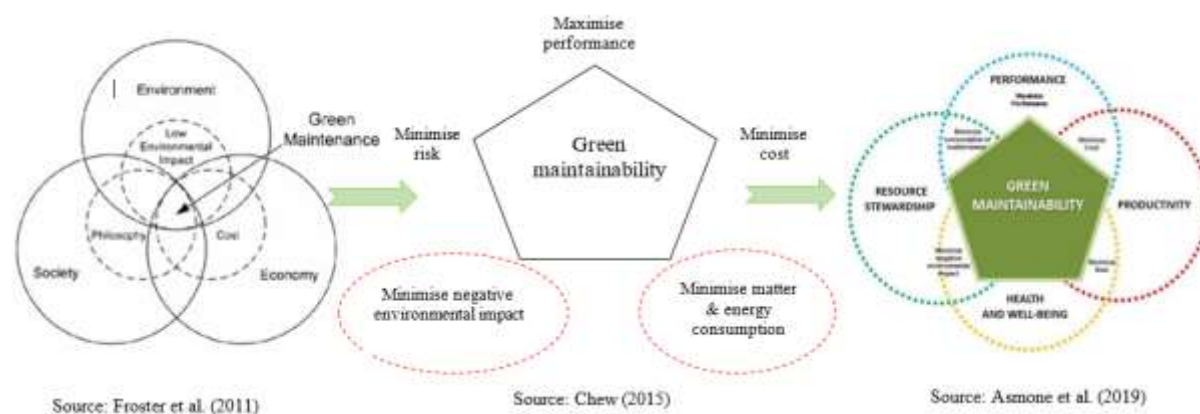 Environment
Low
Environmental
Impact
Green
Maintenance
Philosophy
Cost
Society
Economy
Source: Froster et al. (2011)
Maximise
performance
Minimise
risk
Green
maintainability
Minimise
cost
Minimise negative
environmental impact
Minimise matter
& energy
consumption
Source: Chew (2015)
PERFORMANCE
RESOURCE
STEWARDSHIP
GREEN
MAINTAINABILITY
PRODUCTIVITY
HEALTH
AND WELL-BEING
Source: Asmone et al. (2019)